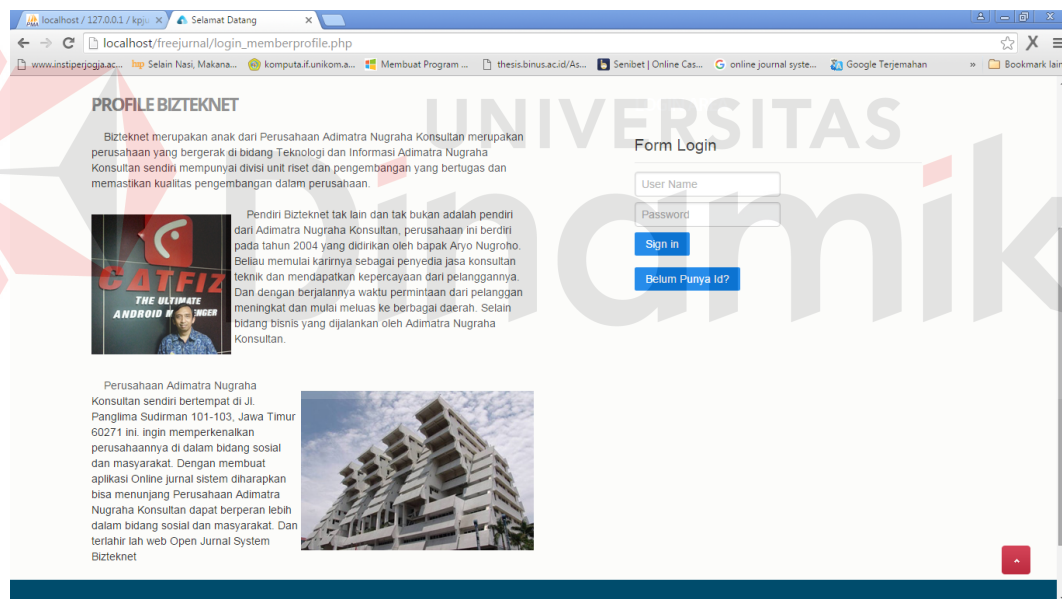 localhost / 127.0.0.1 / kpju
Selamat Datang
localhost/freejurnal/login_memberprofile.php
www.instiperjogja.ac... Selain Nasi, Makana... komputa.if.unikom.a... Membuat Program ... thesis.binus.ac.id/As... Senibet | Online Cas... online journal syste... Google Terjemahan » Bookmark lain
UNIVERSITAS
Dinamik
PROFILE BIZTEKNET
Bizteknet merupakan anak dari Perusahaan Adimatra Nugraha Konsultan merupakan
perusahaan yang bergerak di bidang Teknologi dan Informasi Adimatra Nugraha
Konsultan sendiri mempunyai divisi unit riset dan pengembangan yang bertugas dan
memastikan kualitas pengembangan dalam perusahaan.
CATFIZ
THE ULTIMATE
ANDROID
Pendiri Bizteknet tak lain dan tak bukan adalah pendiri
dari Adimatra Nugraha Konsultan, perusahaan ini berdiri
pada tahun 2004 yang didirikan oleh bapak Aryo Nugroho.
Beliau memulai karirnya sebagai penyedia jasa konsultan
teknik dan mendapatkan kepercayaan dari pelanggannya.
Dan dengan berjalannya waktu permintaan dari pelanggan
meningkat dan mulai meluas ke berbagai daerah. Selain
bidang bisnis yang dijalankan oleh Adimatra Nugraha
Konsultan.
Perusahaan Adimatra Nugraha
Konsultan sendiri bertempat di Jl.
Panglima Sudirman 101-103, Jawa Timur
60271 ini. ingin memperkenalkan
perusahaannya di dalam bidang sosial
dan masyarakat. Dengan membuat
aplikasi Online jurnal sistem diharapkan
bisa menunjang Perusahaan Adimatra
Nugraha Konsultan dapat berperan lebih
dalam bidang sosial dan masyarakat. Dan
terlahir lah web Open Jurnal System
Bizteknet
Form Login
User Name
Password
Sign in
Belum Punya Id?